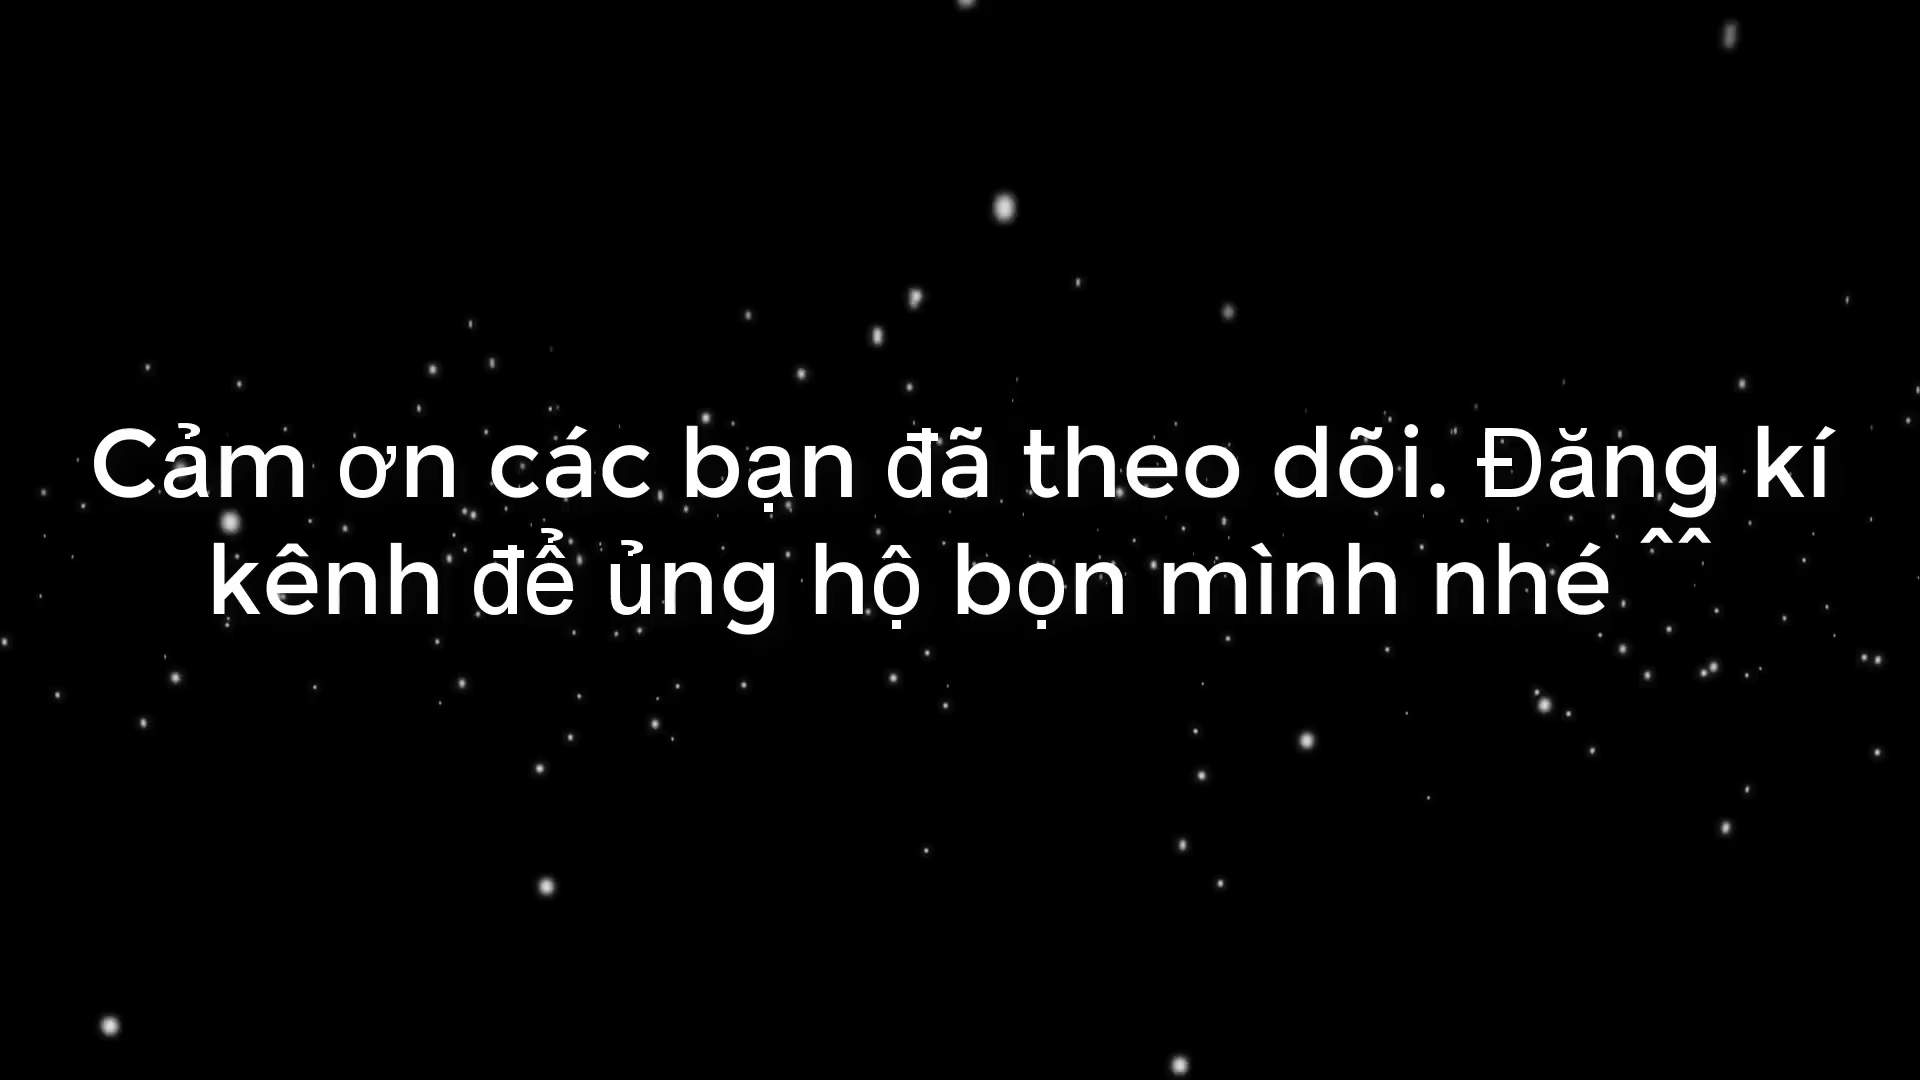 Cảm ơn các bạn đã theo dõi. Đăng kí
kênh để ủng hộ bọn mình nhé ^^